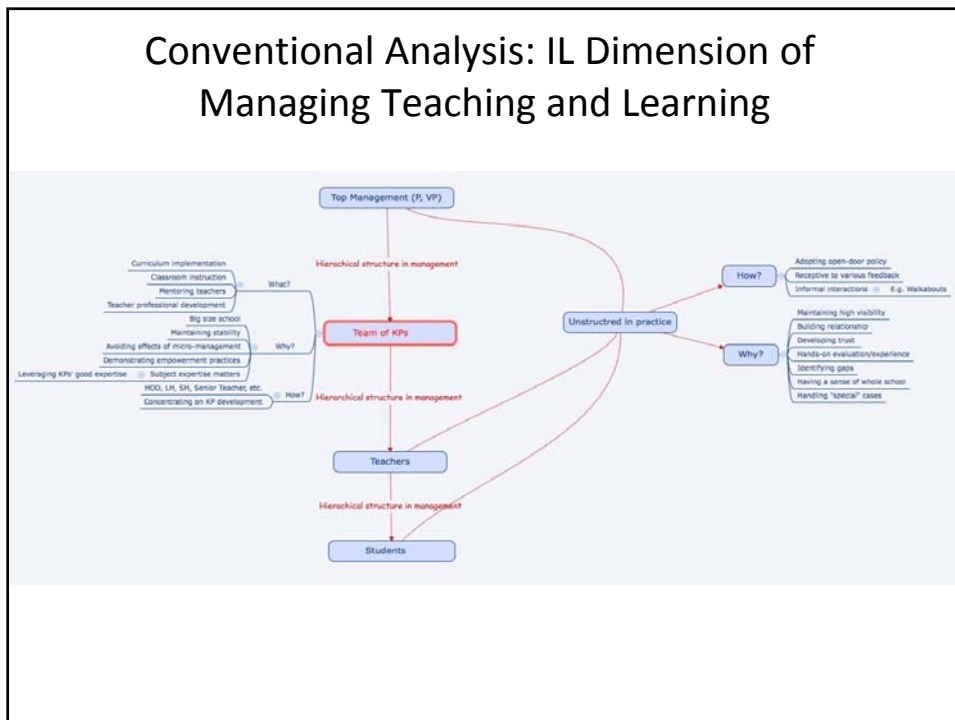 Conventional Analysis: IL Dimension of
Managing Teaching and Learning
Top Management (P, VP)
Hierachical structure in management
Curriculum implementation
Classroom instruction
Mentoring teachers
Teacher professional development
What?
Big size school
Maintaining stability
Avoiding effects of micro-management
Demonstrating empowerment practices
Leveraging KPs' good expertise
Subject expertise matters
Why?
HOD, LH, SH, Senior Teacher, etc.
Concentrating on KP development
How?
Team of KPs
Hierarchical structure in management
Teachers
Hierachical structure in management
Students
Unstructred in practice
How?
Adopting open-door policy
Receptive to various feedback
Informal interactions
E.g. Walkabouts
Why?
Maintaining high visibility
Building relationship
Developing trust
Hands-on evaluation/experience
Identifying gaps
Having a sense of whole school
Handling "special" cases